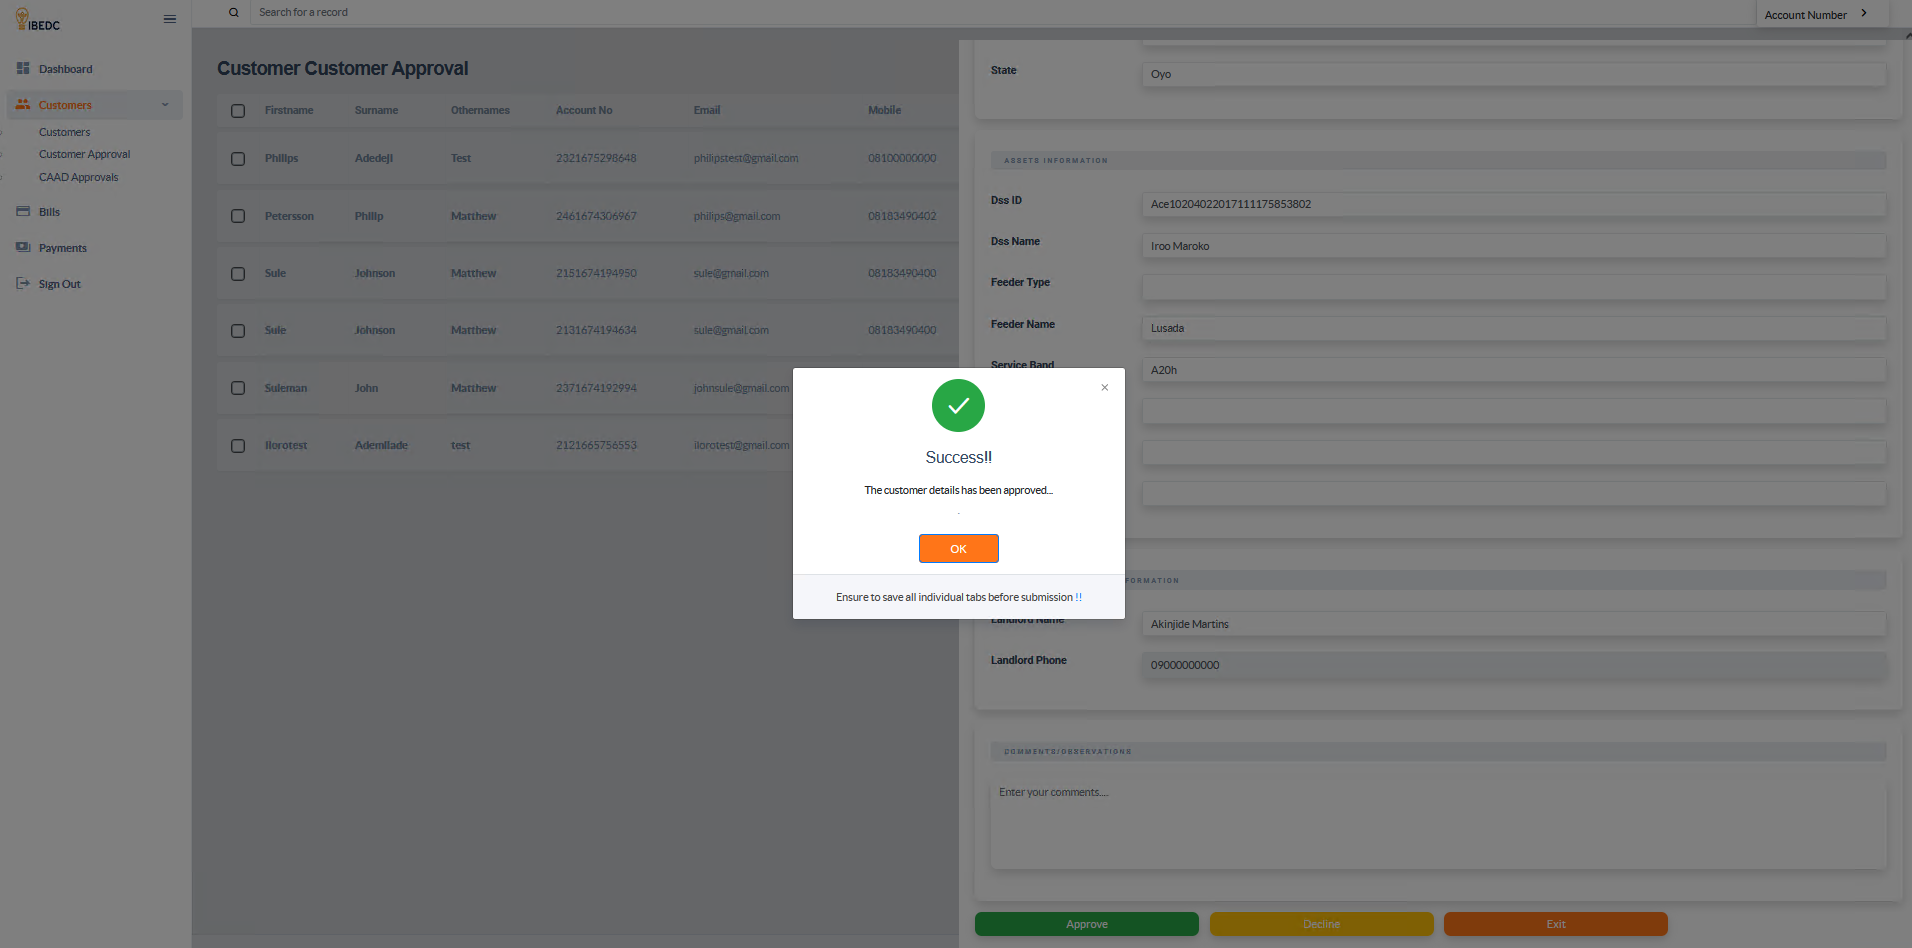 IBEDC
Search for a record
Account Number
Dashboard
Customers
Customers
Customer Approval
CAAD Approvals
Bills
Payments
Sign Out
Customer Customer Approval
Firstname Surname Othernames Account No Email Mobile
Philips Adedeji Test 2321675298648 philipstest@gmail.com 08100000000
Petersson Philip Matthew 2461674306967 philips@gmail.com 08183490402
Sule Johnson Matthew 2151674194950 sule@gmail.com 08183490400
Sule Johnson Matthew 2131674194634 sule@gmail.com 08183490400
Suleman John Matthew 2371674192994 johnsule@gmail.com
Ilorotest Ademilade test 2121665756553 ilorotest@gmail.com
State Oyo
ASSETS INFORMATION
Dss ID Ace10204022017111175853802
Dss Name Iroo Maroko
Feeder Type
Feeder Name Lusada
Service Band A20h
Success!!
The customer details has been approved...
.
OK
Ensure to save all individual tabs before submission !!
FORMATION
Landlord Name Akinjide Martins
Landlord Phone 09000000000
COMMENTS/OBSERVATIONS
Enter your comments....
Approve Decline Exit